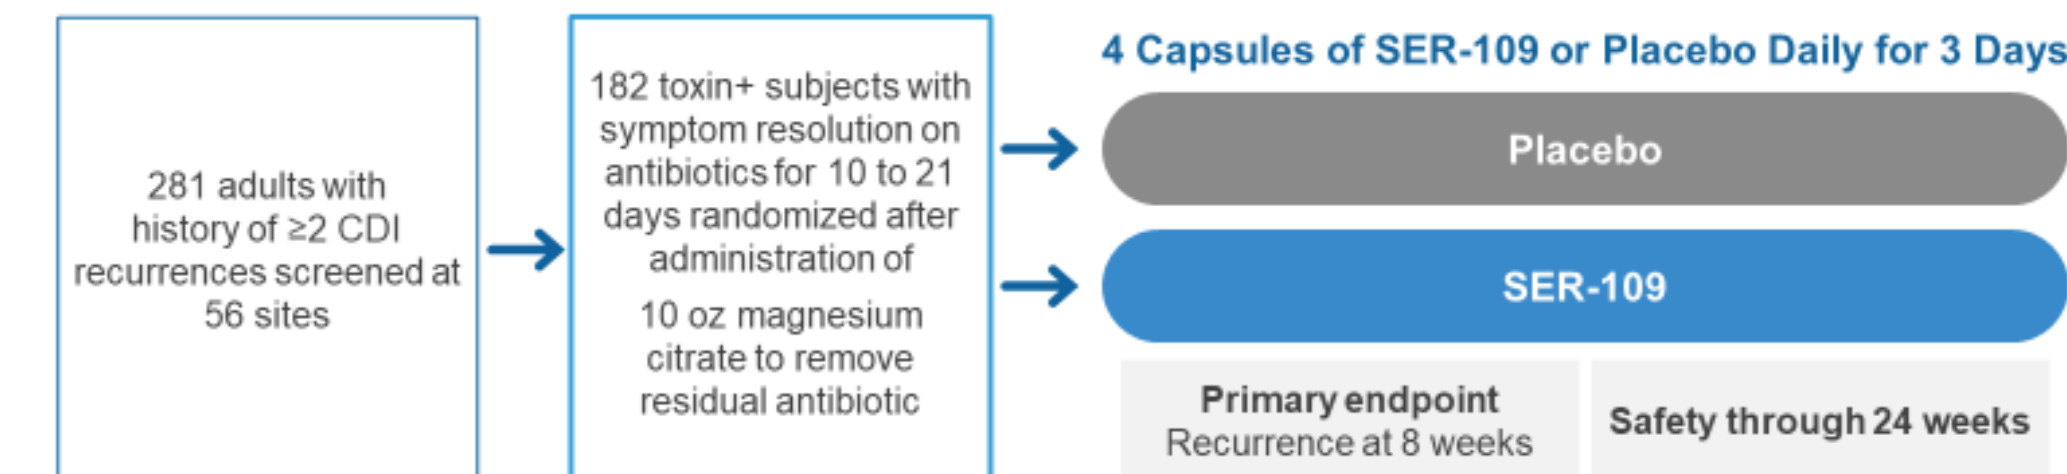 281 adults with
history of ≥2 CDI
recurrences screened at
56 sites
182 toxin+ subjects with
symptom resolution on
antibiotics for 10 to 21
days randomized after
administration of
10 oz magnesium
citrate to remove
residual antibiotic
4 Capsules of SER-109 or Placebo Daily for 3 Days
Placebo
SER-109
Primary endpoint
Recurrence at 8 weeks
Safety through 24 weeks